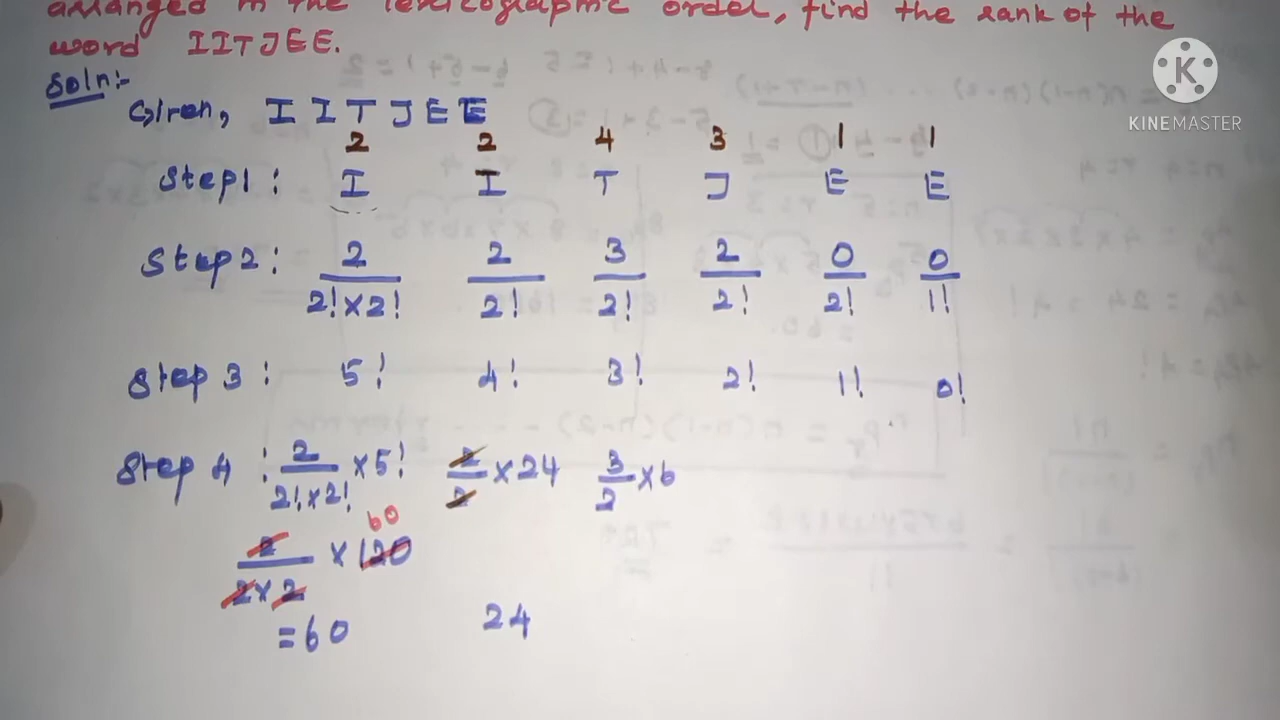 arranged in the lexicographic order, find the rank of the
word IITJEE.
Soln:-
Given, I I T J E E
2 2 4 3 1 1
Step1 : I I T J E E
Step2 : 2/2!×2! 2/2! 3/2! 2/2! 0/2! 0/1!
Step 3 : 5! 4! 3! 2! 1! 0!
Step 4 : 2/2!×2! ×5! 2/2 ×24 3/2 ×6
60
2/2×2 × 120
=60 24
K
KINEMASTER